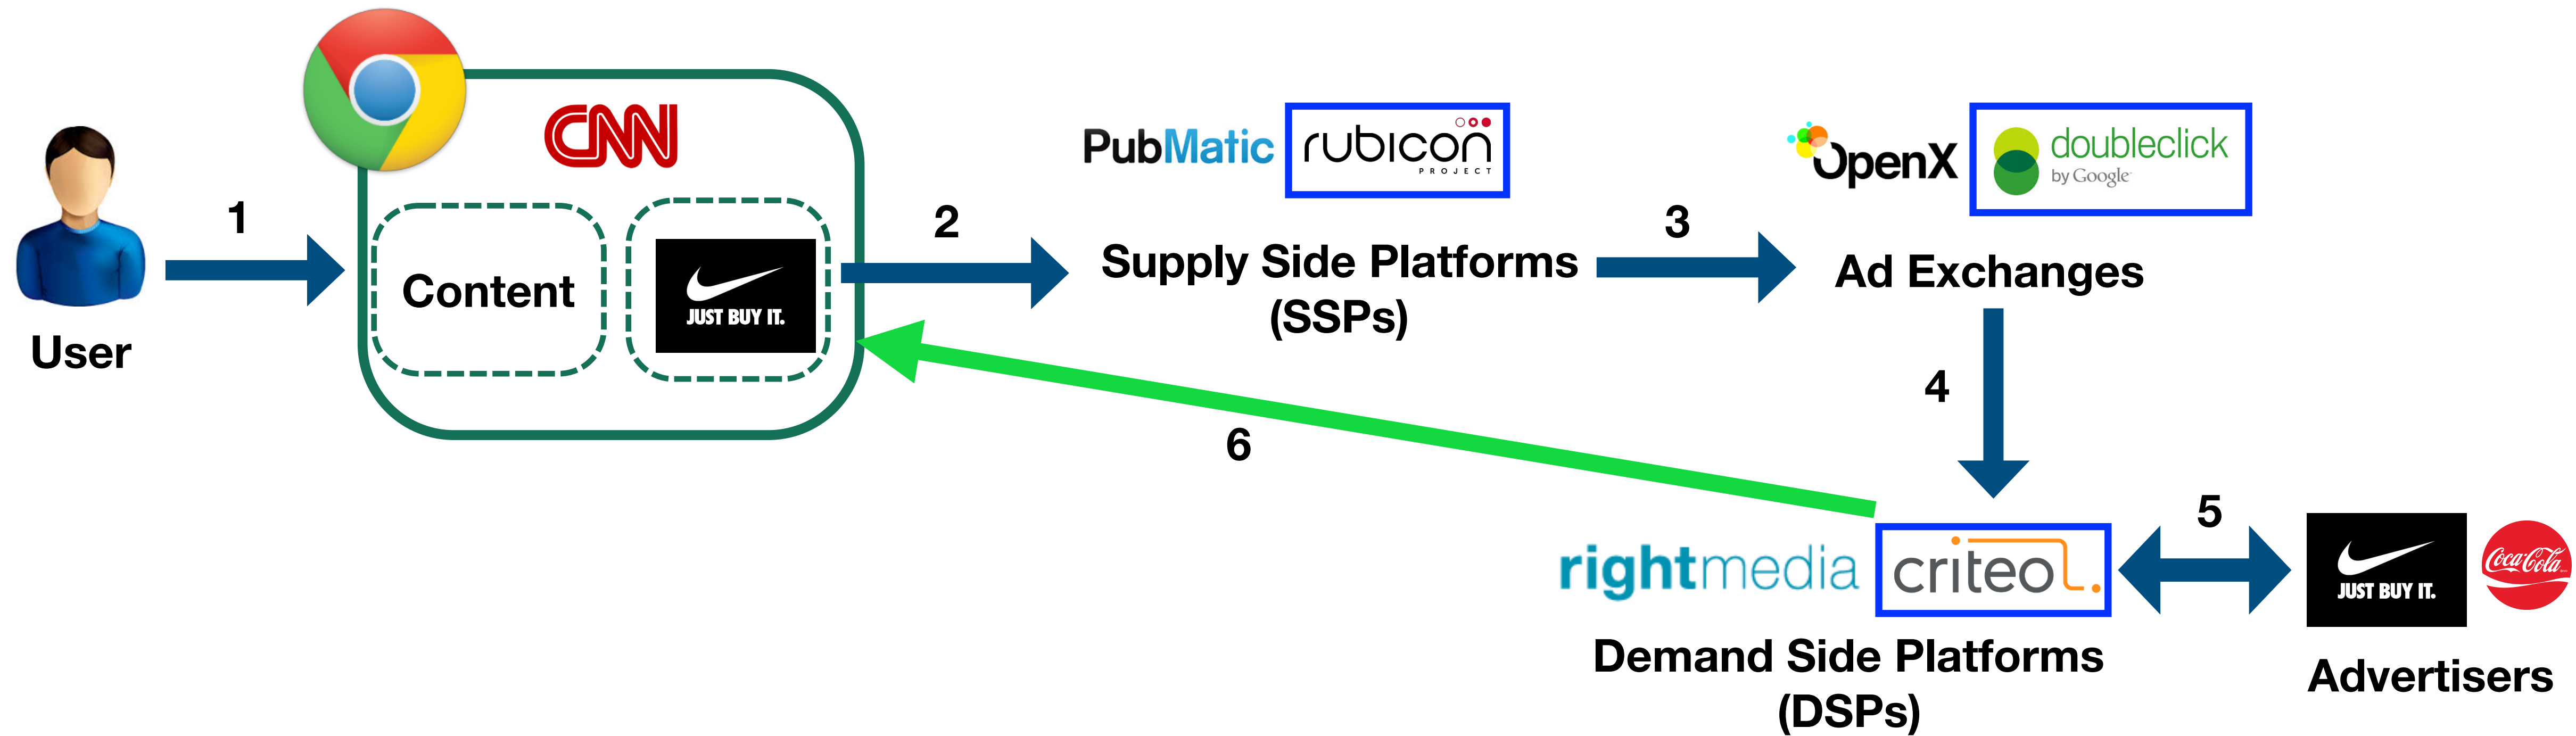 1
User
CNN
Content
JUST BUY IT.
2
PubMatic
rubicon
PROJECT
Supply Side Platforms
(SSPs)
3
OpenX
doubleclick
by Google
Ad Exchanges
4
6
5
rightmedia
criteo
Demand Side Platforms
(DSPs)
JUST BUY IT.
Coca-Cola
Advertisers